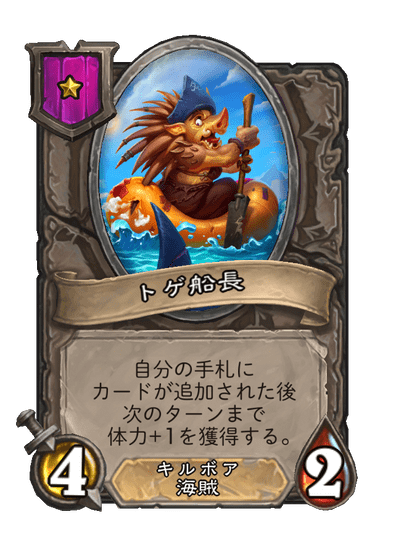 トゲ船長
自分の手札に
カードが追加された後
次のターンまで
体力+1を獲得する。
4
キルボア
海賊
2